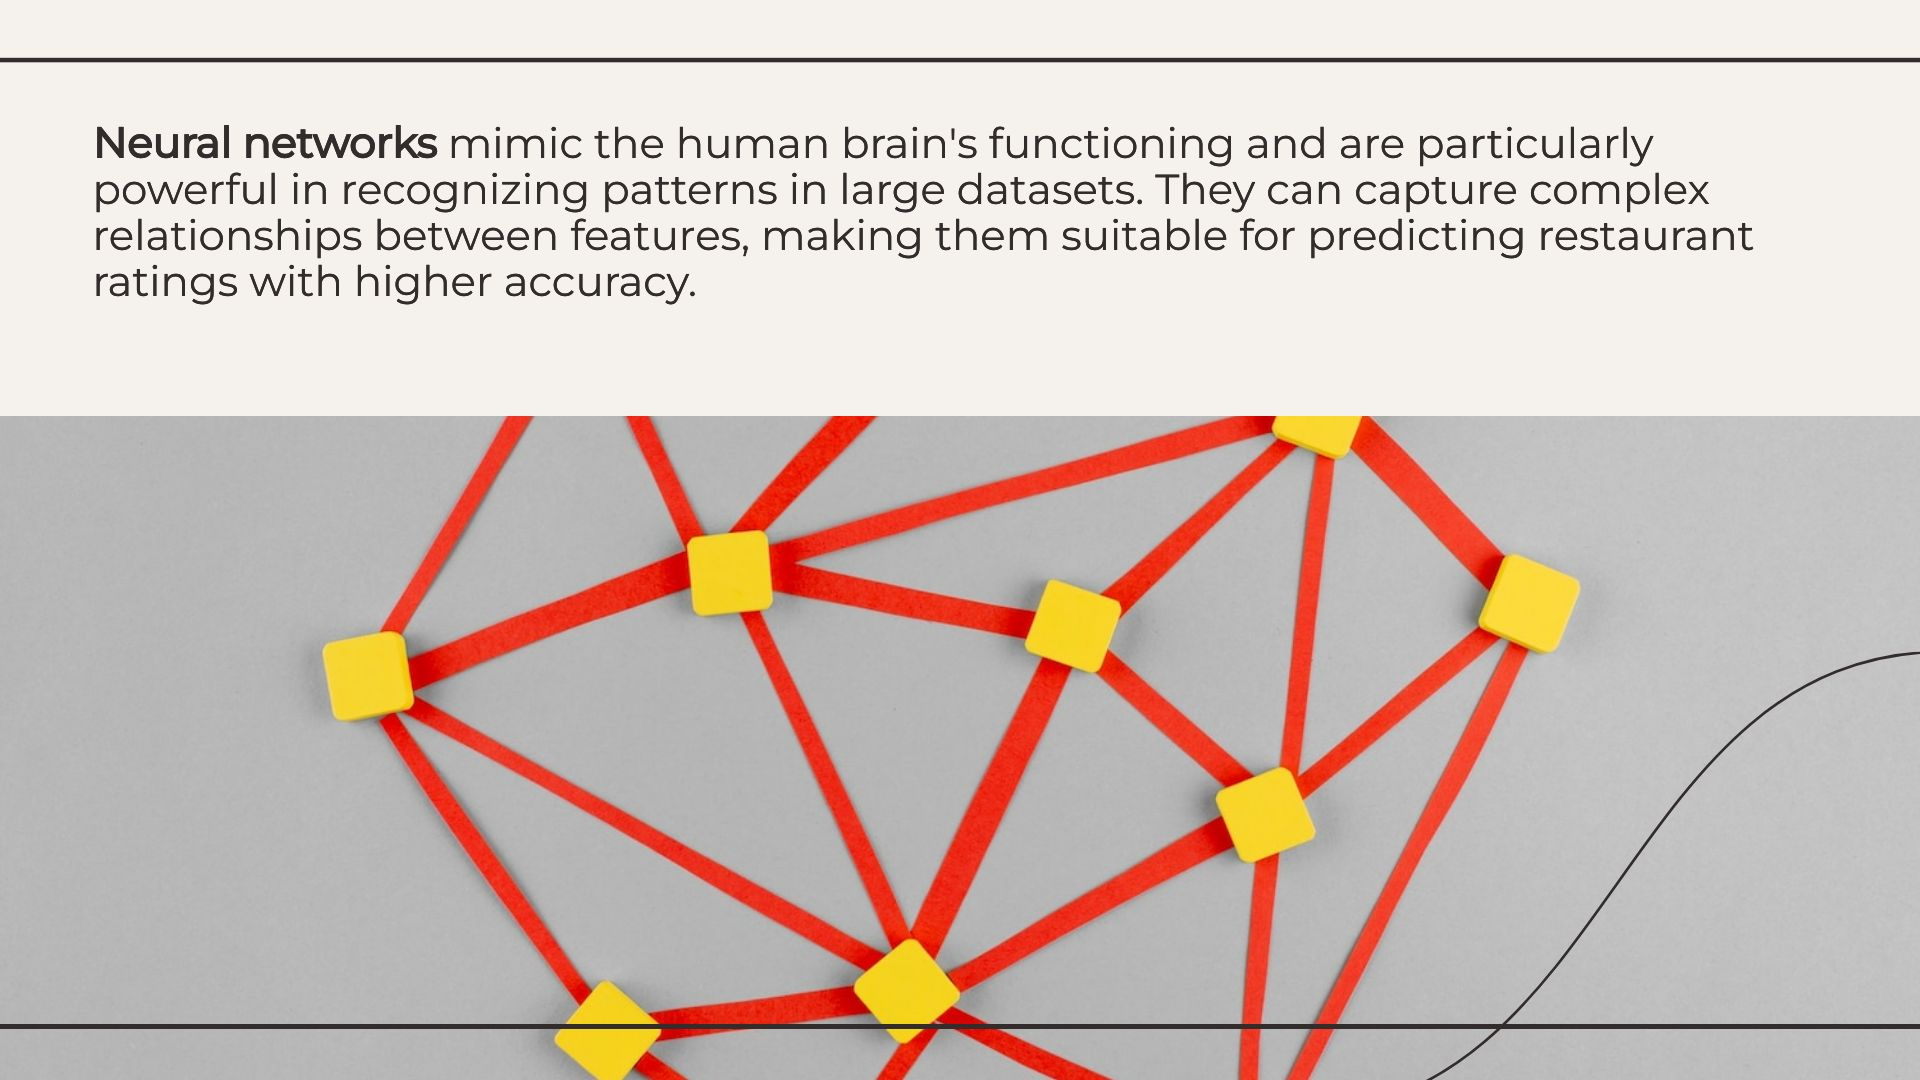 Neural networks mimic the human brain's functioning and are particularly
powerful in recognizing patterns in large datasets. They can capture complex
relationships between features, making them suitable for predicting restaurant
ratings with higher accuracy.